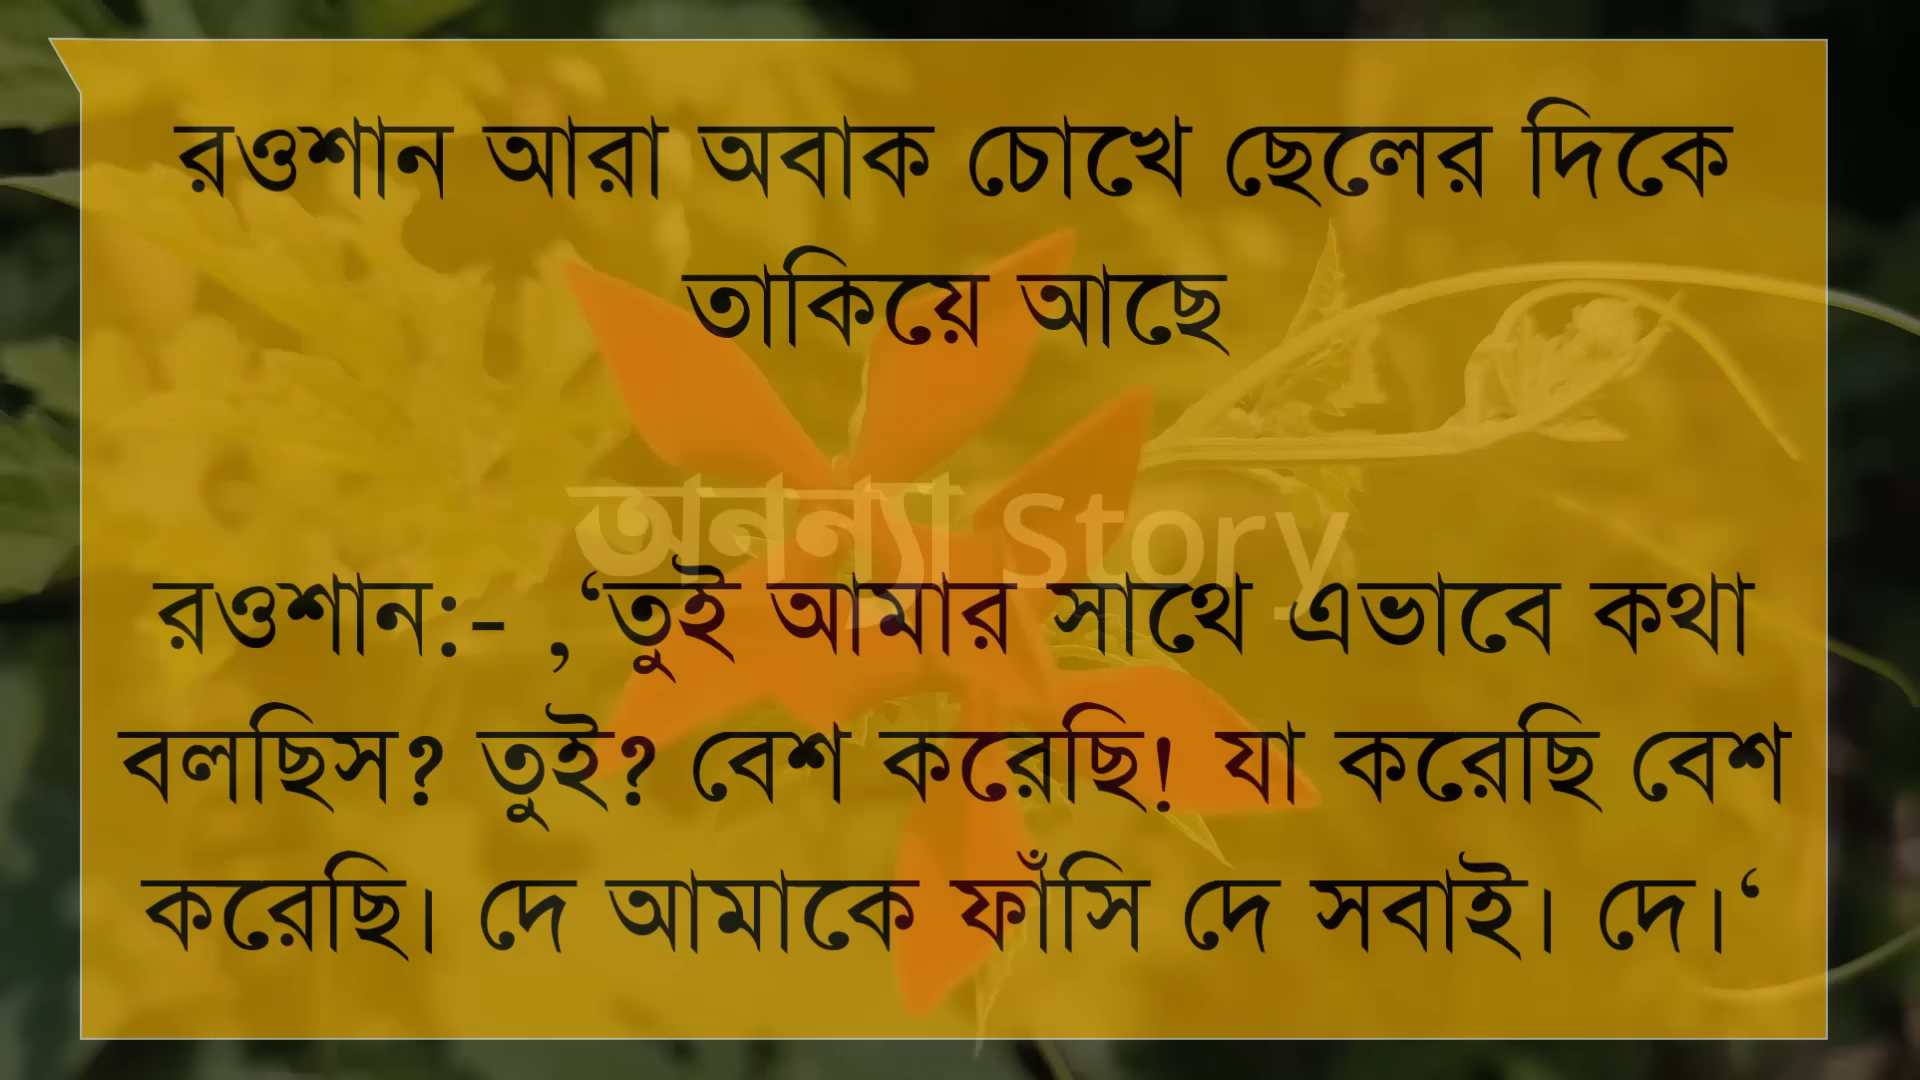 রওশান আরা অবাক চোখে ছেলের দিকে
তাকিয়ে আছে
অনন্যা Story
রওশান:- ,‘তুই আমার সাথে এভাবে কথা
বলছিস? তুই? বেশ করেছি! যা করেছি বেশ
করেছি। দে আমাকে ফাঁসি দে সবাই। দে।‘